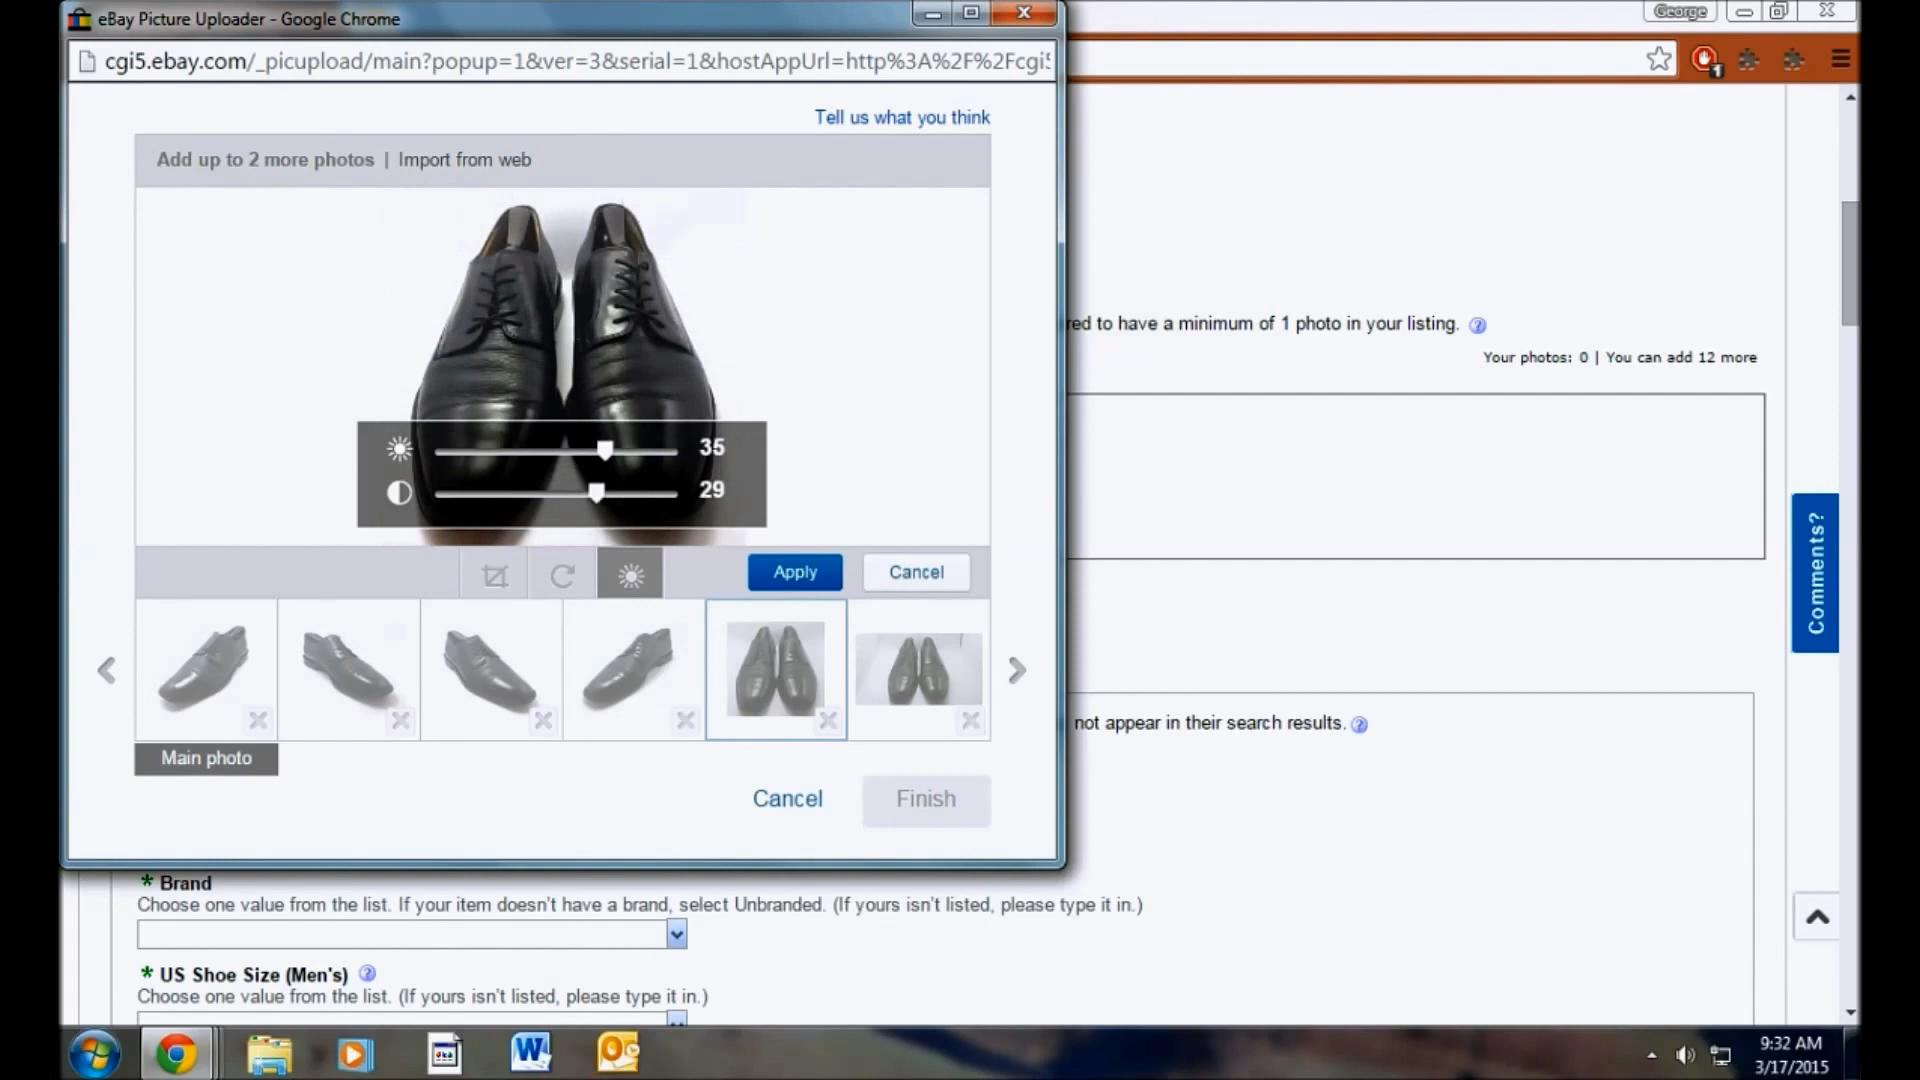 eBay Picture Uploader - Google Chrome
George
cgi5.ebay.com/_picupload/main?popup=1&ver=3&serial=1&hostAppUrl=http%3A%2F%2Fcgi5
1
Tell us what you think
Add up to 2 more photos | Import from web
35
29
Apply
Cancel
Main photo
Cancel
Finish
red to have a minimum of 1 photo in your listing.
Your photos: 0 | You can add 12 more
Comments?
not appear in their search results.
* Brand
Choose one value from the list. If your item doesn't have a brand, select Unbranded. (If yours isn't listed, please type it in.)
* US Shoe Size (Men's)
Choose one value from the list. (If yours isn't listed, please type it in.)
9:32 AM
3/17/2015